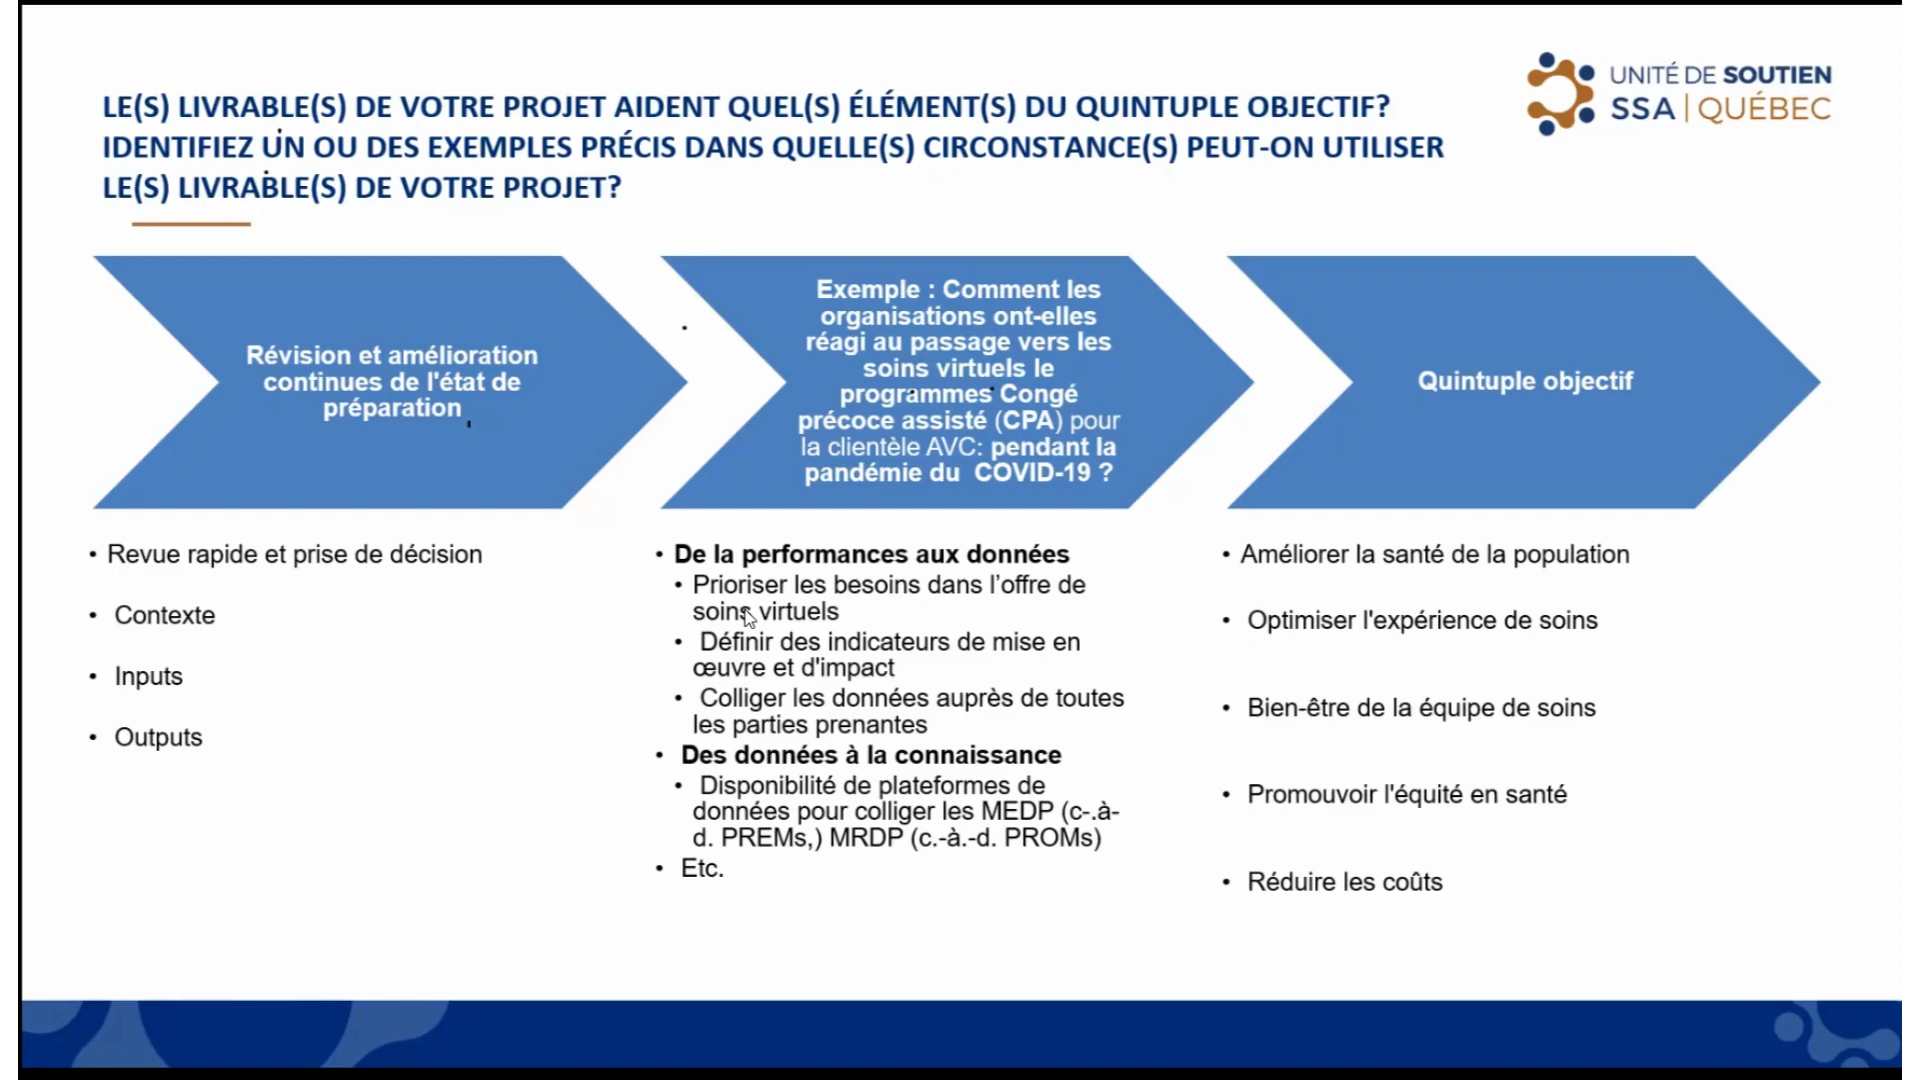 UNITÉ DE SOUTIEN
SSA | QUÉBEC
LE(S) LIVRABLE(S) DE VOTRE PROJET AIDENT QUEL(S) ÉLÉMENT(S) DU QUINTUPLE OBJECTIF?
IDENTIFIEZ UN OU DES EXEMPLES PRÉCIS DANS QUELLE(S) CIRCONSTANCE(S) PEUT-ON UTILISER
LE(S) LIVRABLE(S) DE VOTRE PROJET?
Révision et amélioration
continues de l'état de
préparation
• Revue rapide et prise de décision
• Contexte
• Inputs
• Outputs
Exemple : Comment les
organisations ont-elles
réagi au passage vers les
soins virtuels le
programmes Congé
précoce assisté (CPA) pour
la clientèle AVC: pendant la
pandémie du COVID-19 ?
• De la performances aux données
• Prioriser les besoins dans l’offre de
soins virtuels
• Définir des indicateurs de mise en
œuvre et d'impact
• Colliger les données auprès de toutes
les parties prenantes
• Des données à la connaissance
• Disponibilité de plateformes de
données pour colliger les MEDP (c-.à-
d. PREMs,) MRDP (c.-à.-d. PROMs)
• Etc.
Quintuple objectif
• Améliorer la santé de la population
• Optimiser l'expérience de soins
• Bien-être de la équipe de soins
• Promouvoir l'équité en santé
• Réduire les coûts